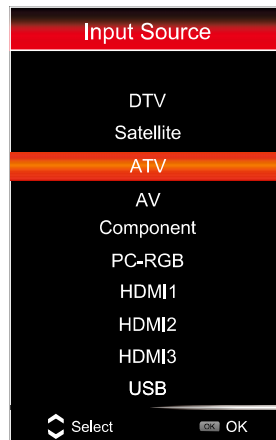 Input Source
DTV
Satellite
ATV
AV
Component
PC-RGB
HDMI1
HDMI2
HDMI3
USB
Select OK OK